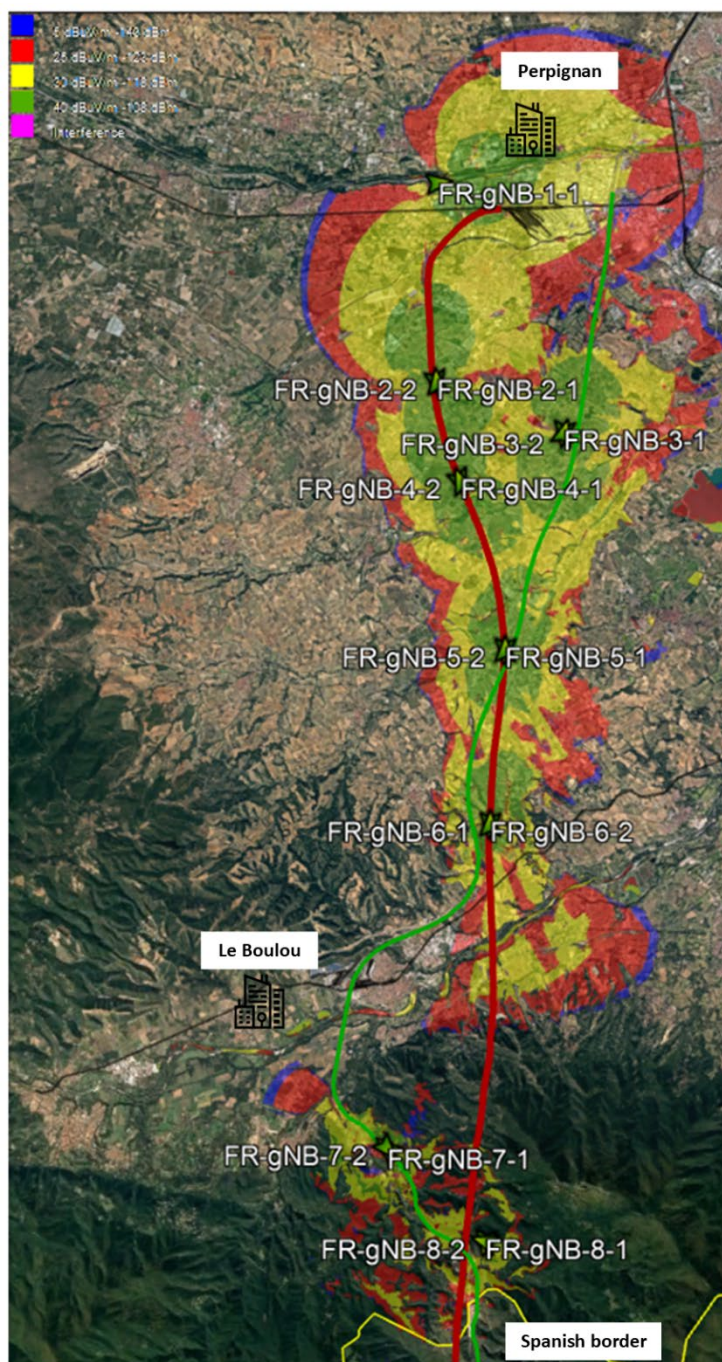 Perpignan
FR-gNB-1-1
FR-gNB-2-2 FR-gNB-2-1
FR-gNB-3-2 FR-gNB-3-1
FR-gNB-4-2 FR-gNB-4-1
FR-gNB-5-2 FR-gNB-5-1
FR-gNB-6-1 FR-gNB-6-2
Le Boulou
FR-gNB-7-2 FR-gNB-7-1
FR-gNB-8-2 FR-gNB-8-1
Spanish border